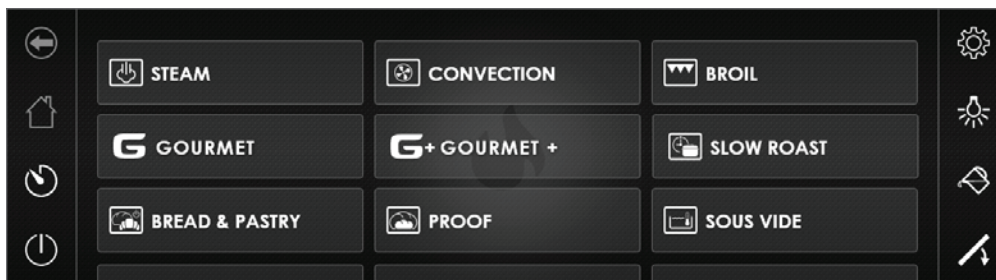 STEAM
CONVECTION
BROIL
G GOURMET
G+ GOURMET +
SLOW ROAST
BREAD & PASTRY
PROOF
SOUS VIDE